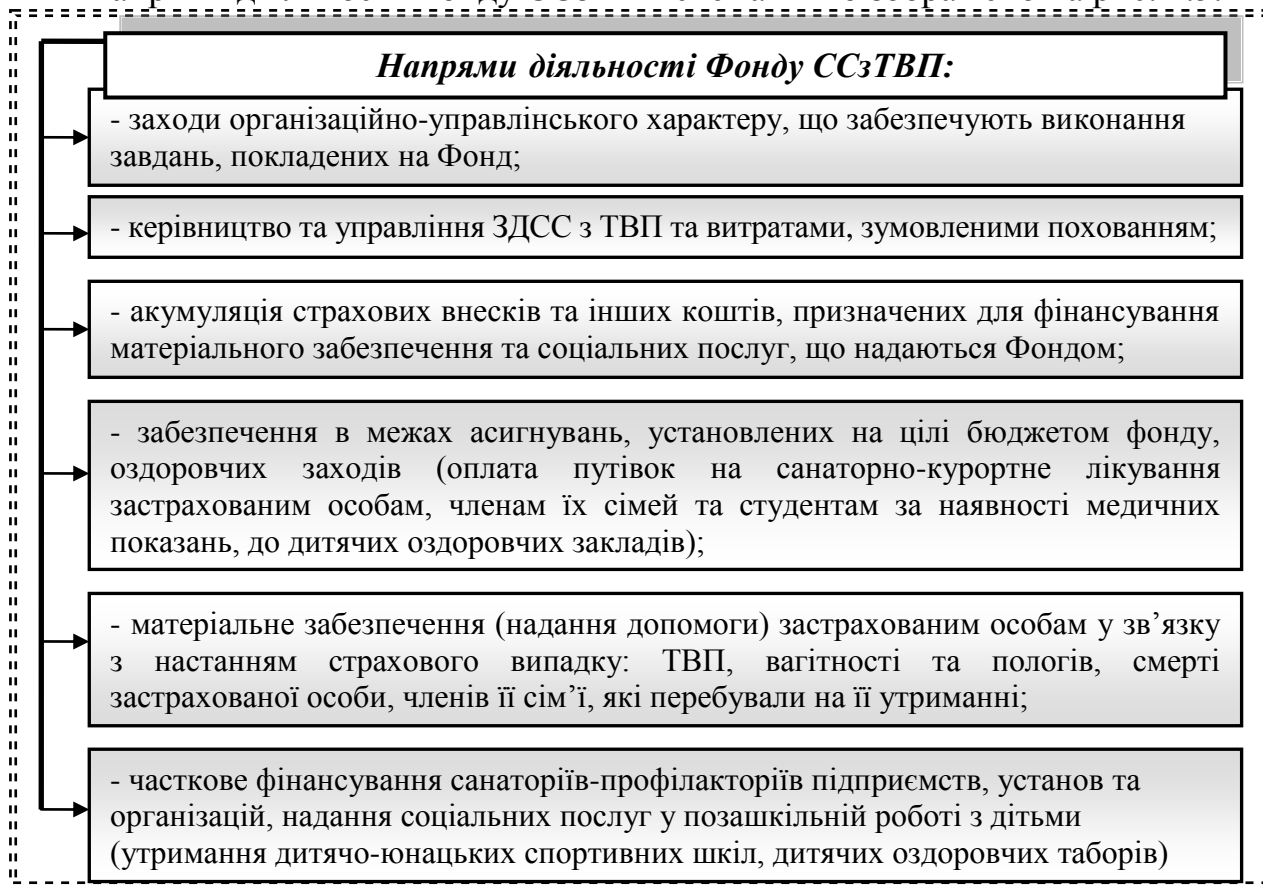 Напрями діяльності Фонду ССзТВП:
- заходи організаційно-управлінського характеру, що забезпечують виконання
завдань, покладених на Фонд;
- керівництво та управління ЗДСС з ТВП та витратами, зумовленими похованням;
- акумуляція страхових внесків та інших коштів, призначених для фінансування
матеріального забезпечення та соціальних послуг, що надаються Фондом;
- забезпечення в межах асигнувань, установлених на цілі бюджетом фонду,
оздоровчих заходів (оплата путівок на санаторно-курортне лікування
застрахованим особам, членам їх сімей та студентам за наявності медичних
показань, до дитячих оздоровчих закладів);
- матеріальне забезпечення (надання допомоги) застрахованим особам у зв’язку
з настанням страхового випадку: ТВП, вагітності та пологів, смерті
застрахованої особи, членів її сім’ї, які перебували на її утриманні;
- часткове фінансування санаторіїв-профілакторіїв підприємств, установ та
організацій, надання соціальних послуг у позашкільній роботі з дітьми
(утримання дитячо-юнацьких спортивних шкіл, дитячих оздоровчих таборів)